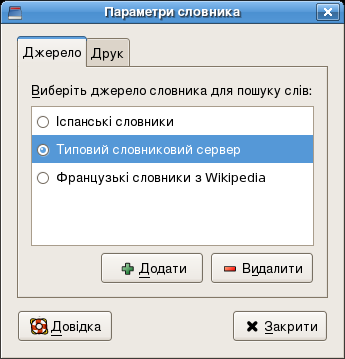 Параметри словника
Джерело
Друк
Виберіть джерело словника для пошуку слів:
Іспанські словники
Типовий словниковий сервер
Французькі словники з Wikipedia
Додати
Видалити
Довідка
Закрити